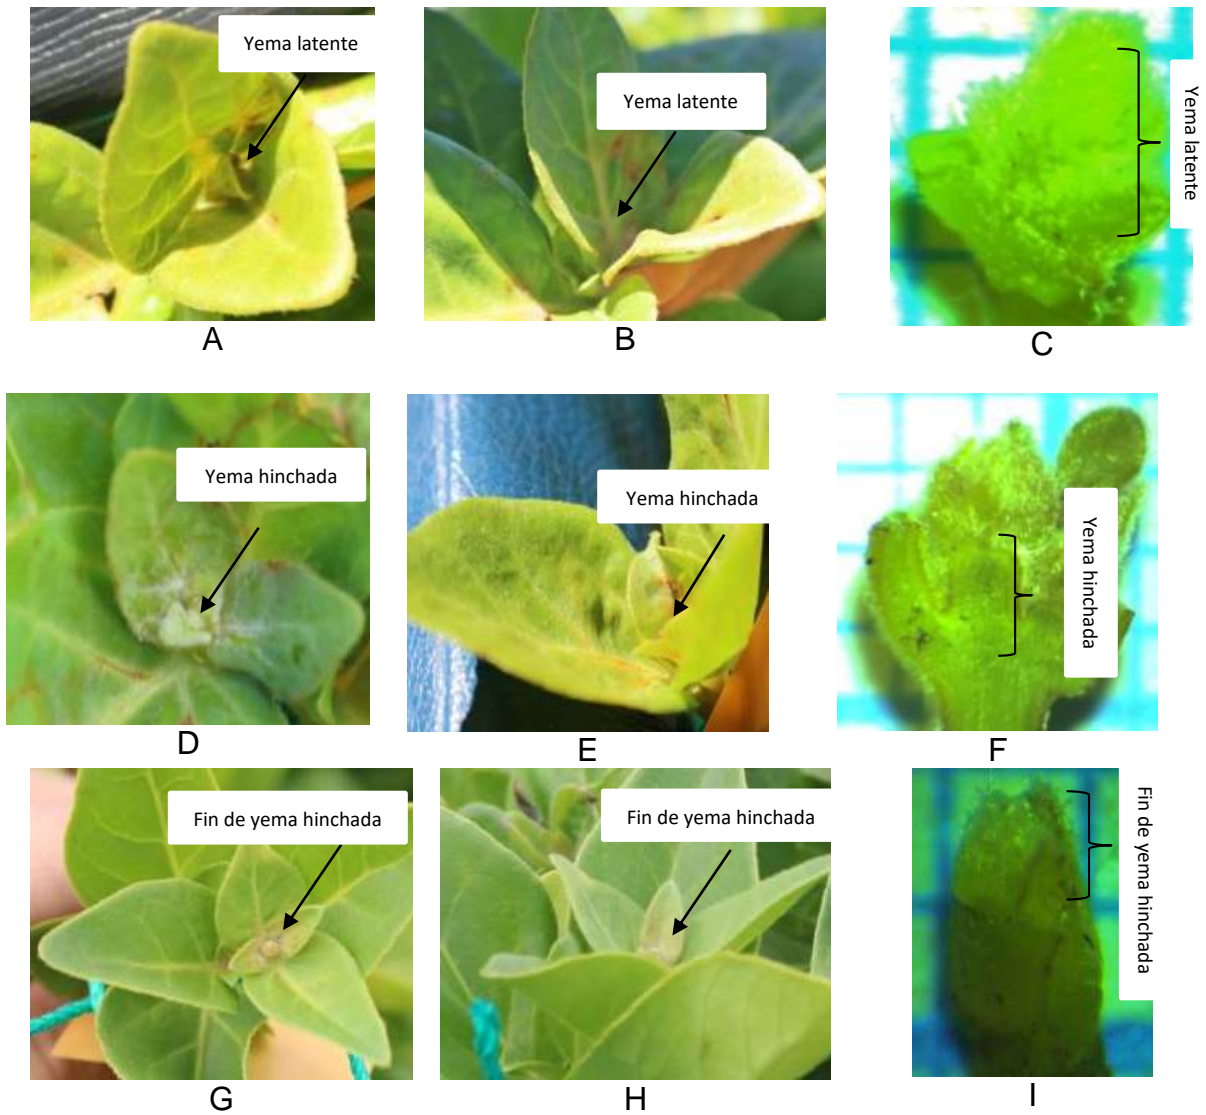 Yema latente
Yema latente
Yema latente
A
B
C
Yema hinchada
Yema hinchada
Yema hinchada
D
E
F
Fin de yema hinchada
Fin de yema hinchada
Fin de yema hinchada
G
H
I